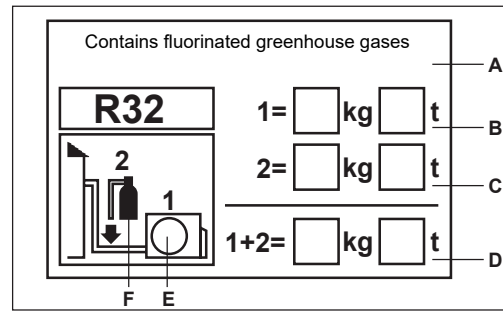 Contains fluorinated greenhouse gases
A
R32
1= kg t
B
2
2= kg t
C
1
1+2= kg t
D
F
E